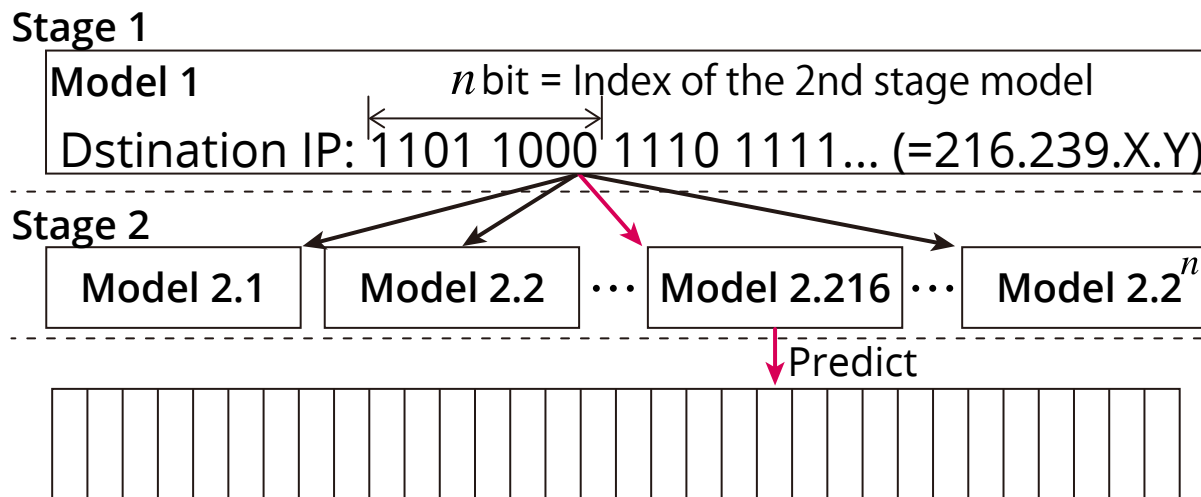 Stage 1
Model 1
n bit = Index of the 2nd stage model
Dstination IP: 1101 1000 1110 1111... (=216.239.X.Y)
Stage 2
Model 2.1 Model 2.2 ... Model 2.216 ... Model 2.2ⁿ
Predict